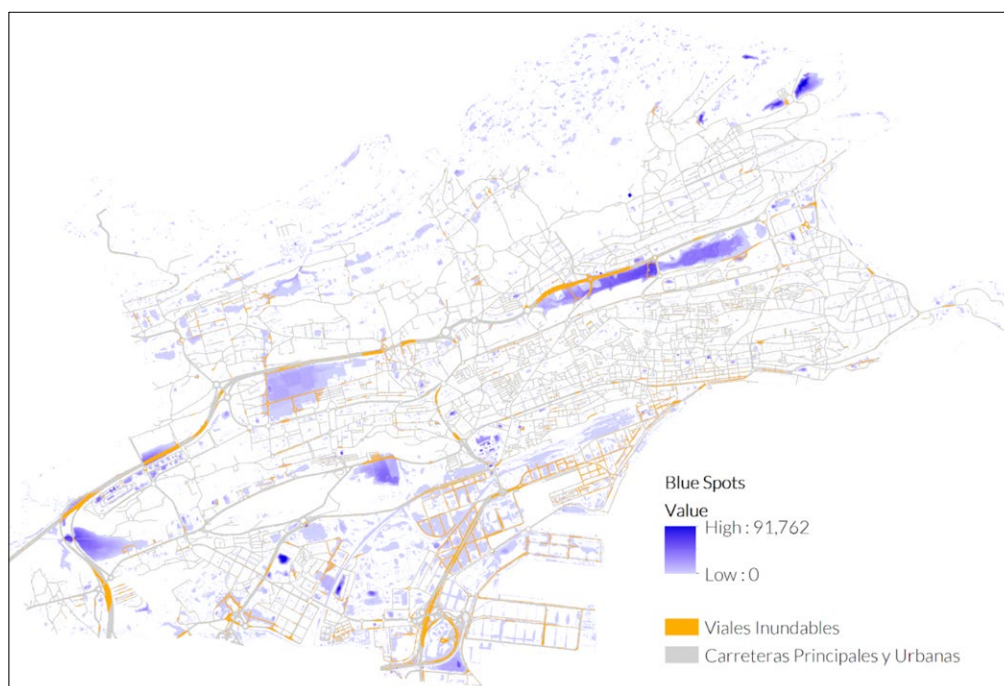 Blue Spots
Value
High : 91,762
Low : 0
Viales Inundables
Carreteras Principales y Urbanas